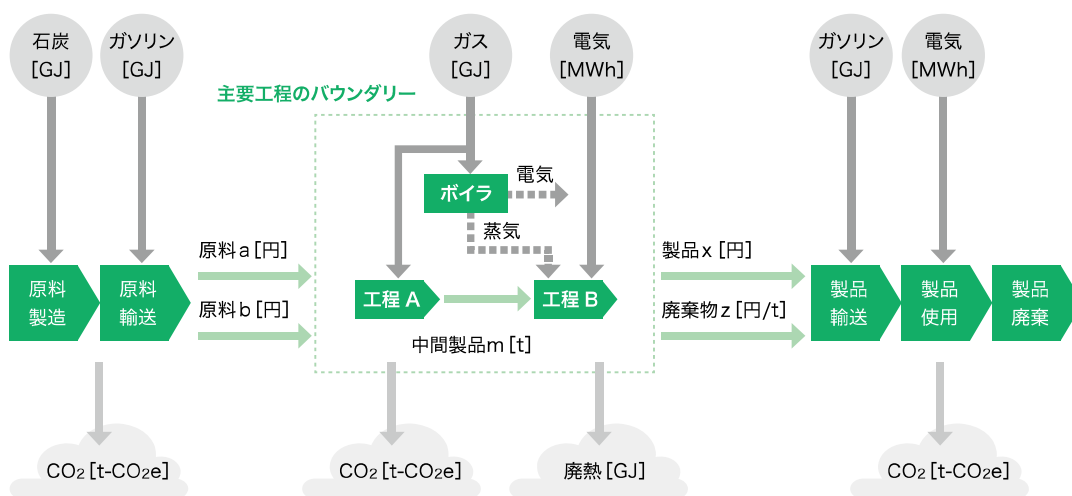 石炭
[GJ]
ガソリン
[GJ]
ガス
[GJ]
電気
[MWh]
ガソリン
[GJ]
電気
[MWh]
主要工程のバウンダリー
ボイラ
電気
蒸気
原料
製造
原料
輸送
原料a[円]
原料b[円]
工程A
工程B
中間製品m[t]
製品x[円]
廃棄物z[円/t]
製品
輸送
製品
使用
製品
廃棄
CO2[t-CO2e]
CO2[t-CO2e]
廃熱[GJ]
CO2[t-CO2e]